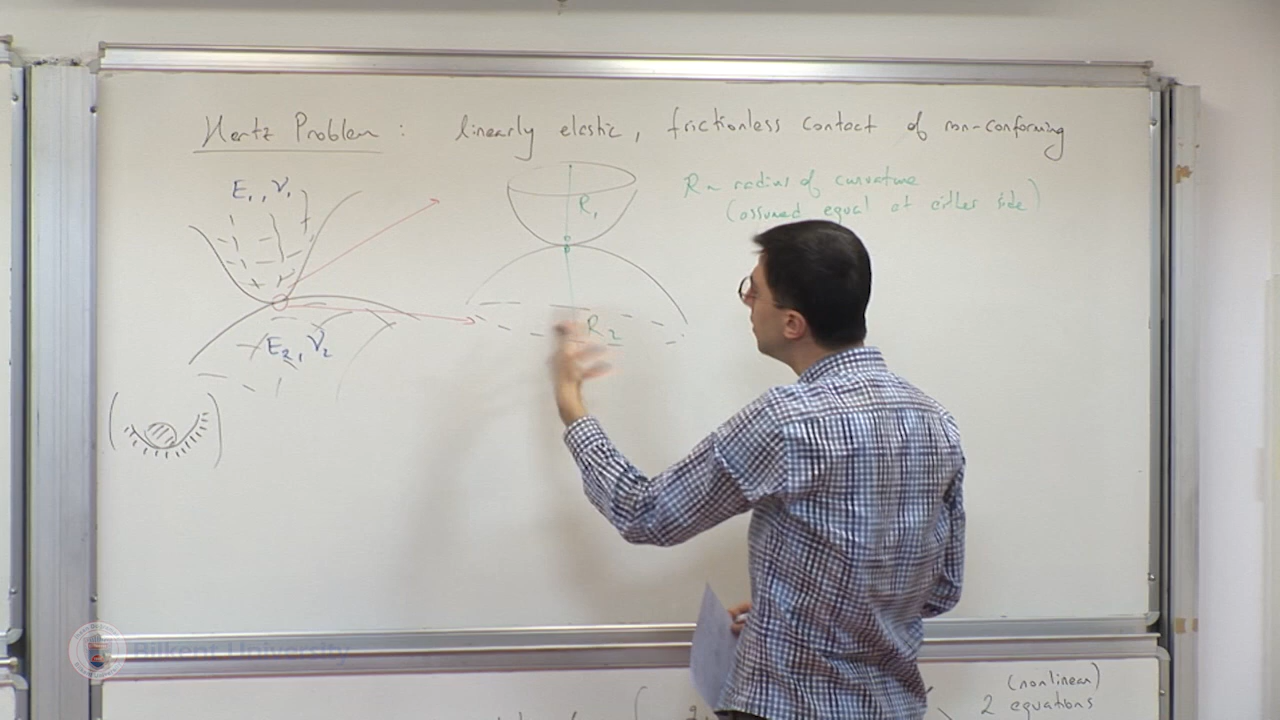 Hertz Problem : linearly elastic, frictionless contact of non-conforming
E₁, ν₁
R₁
R ~ radius of curvature
(assumed equal at either side)
R₂
E₂, ν₂
Bilkent University
(nonlinear)
2 equations